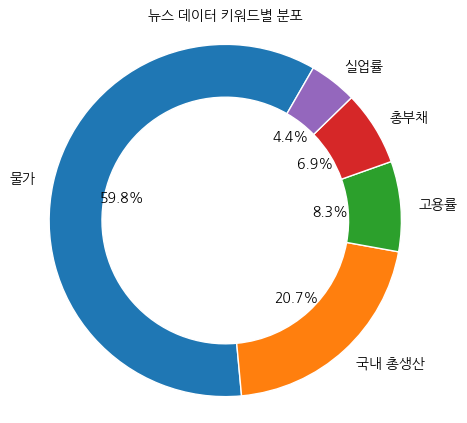 뉴스 데이터 키워드별 분포
실업률
4.4%
총부채
6.9%
물가
59.8%
고용률
8.3%
20.7%
국내 총생산